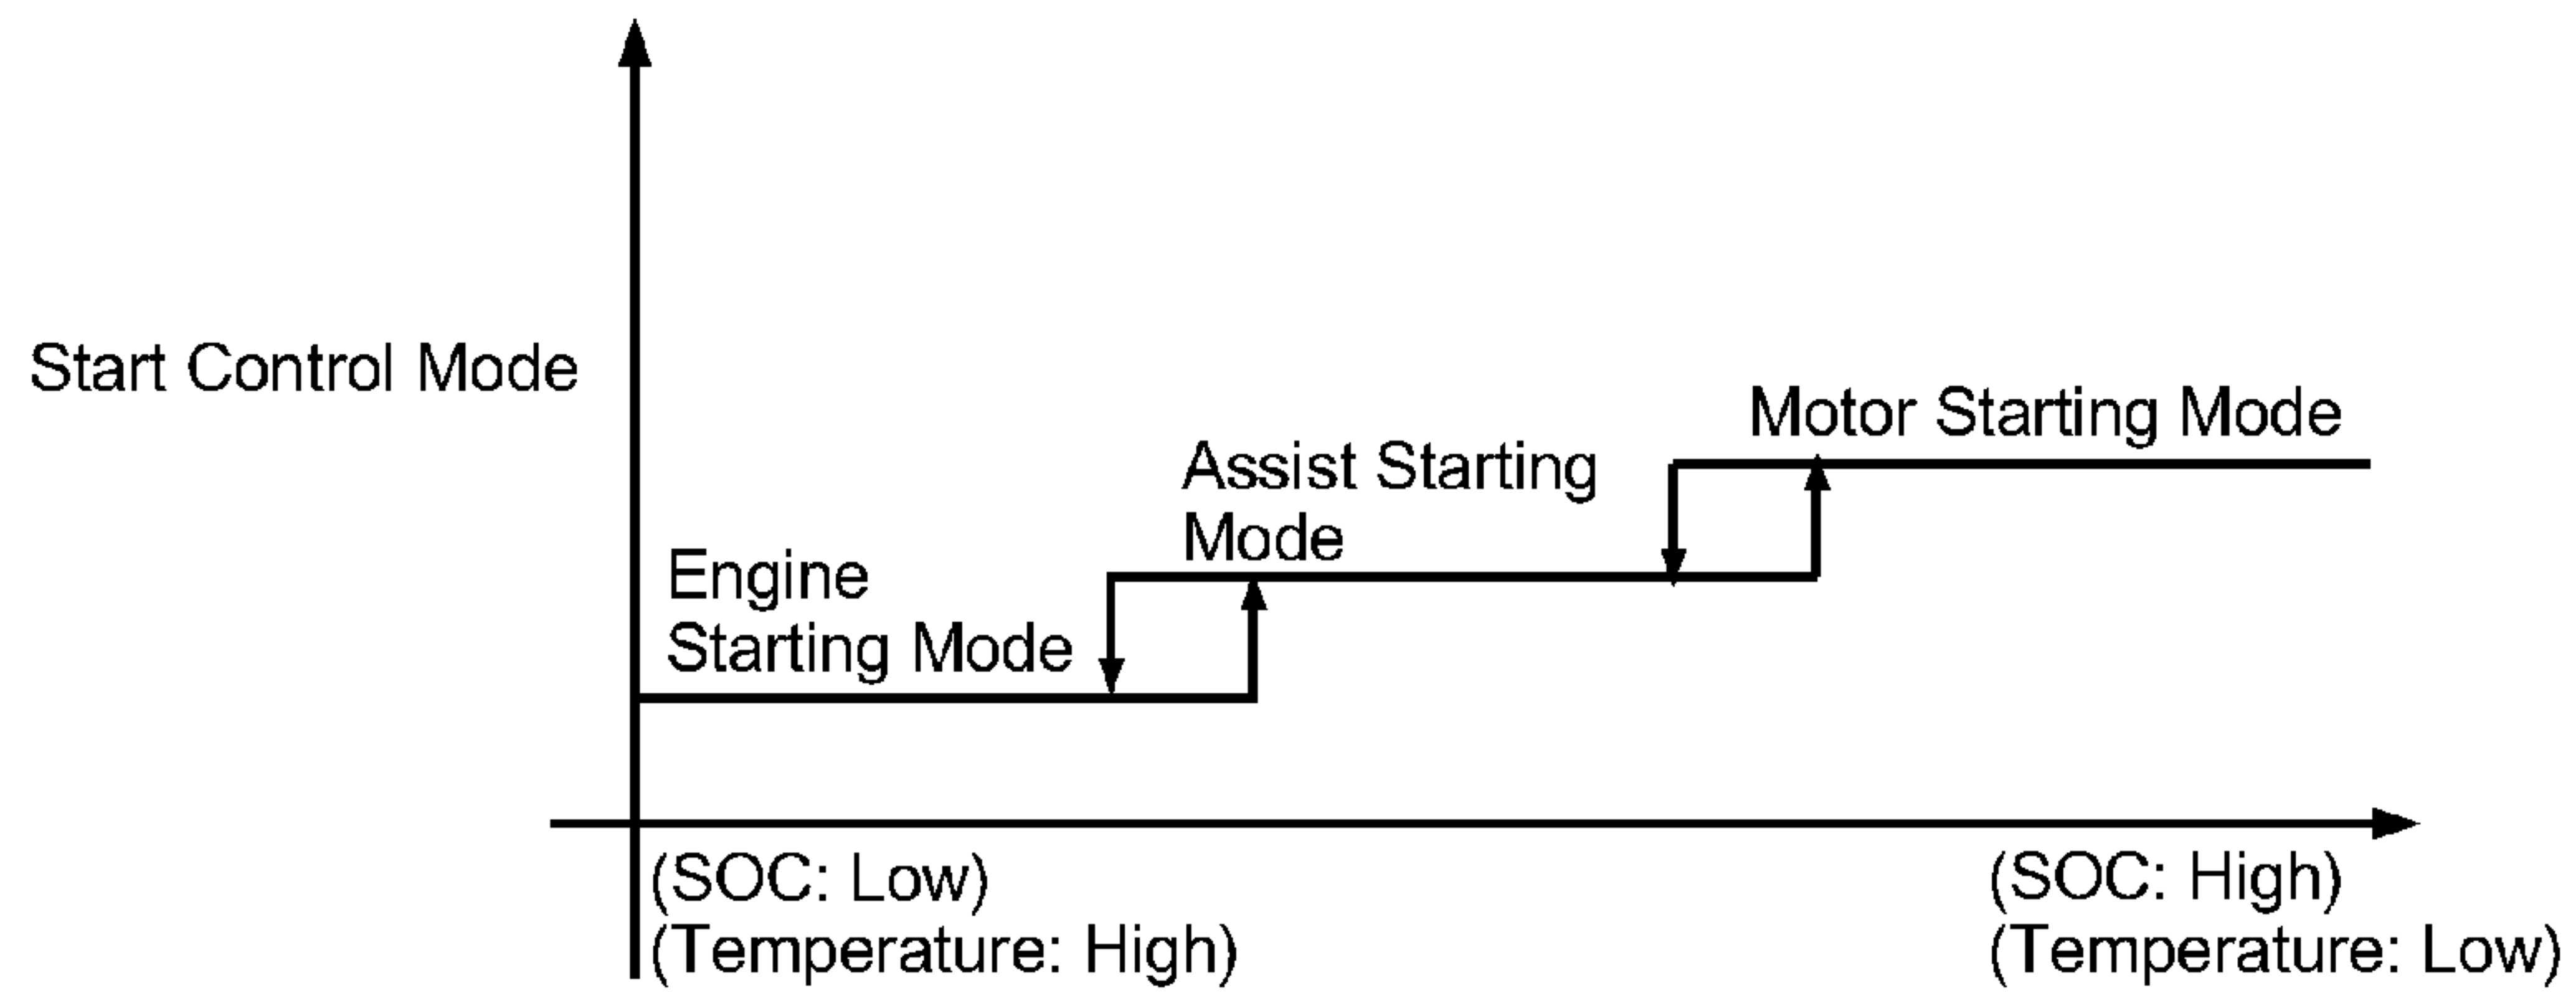 Start Control Mode
Motor Starting Mode
Assist Starting
Mode
Engine
Starting Mode
(SOC: Low)
(Temperature: High)
(SOC: High)
(Temperature: Low)